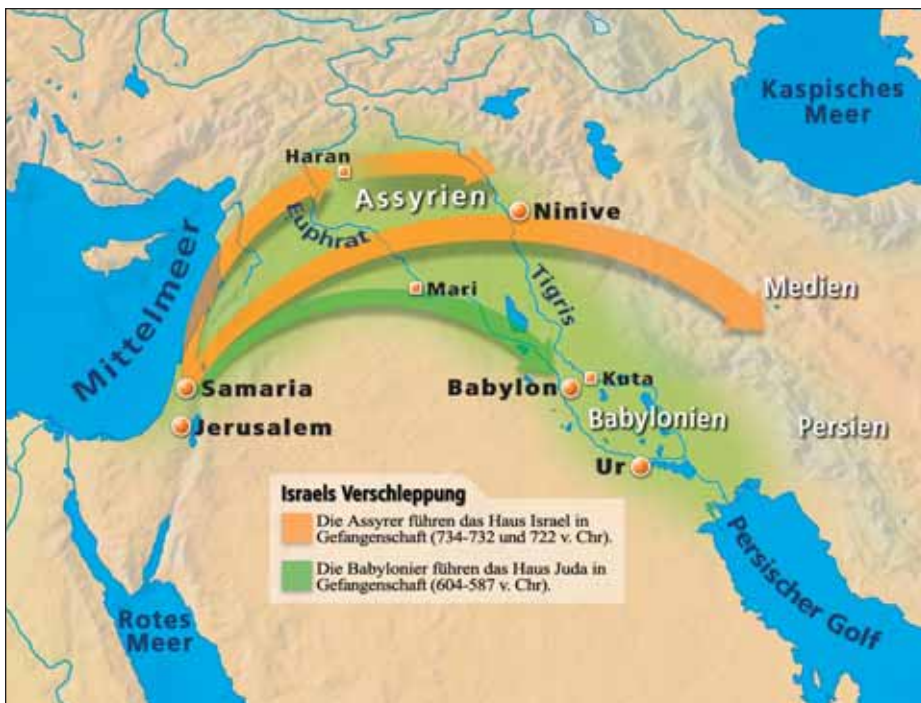 Kaspisches
Meer
Haran
Assyrien
Ninive
Euphrat
Mittelmeer
Mari
Tigris
Medien
Samaria
Babylon
Kuta
Jerusalem
Babylonien
Persien
Ur
Israels Verschleppung
Die Assyrer führen das Haus Israel in
Gefangenschaft (734-732 und 722 v. Chr).
Die Babylonier führen das Haus Juda in
Gefangenschaft (604-587 v. Chr).
Persischer Golf
Rotes
Meer